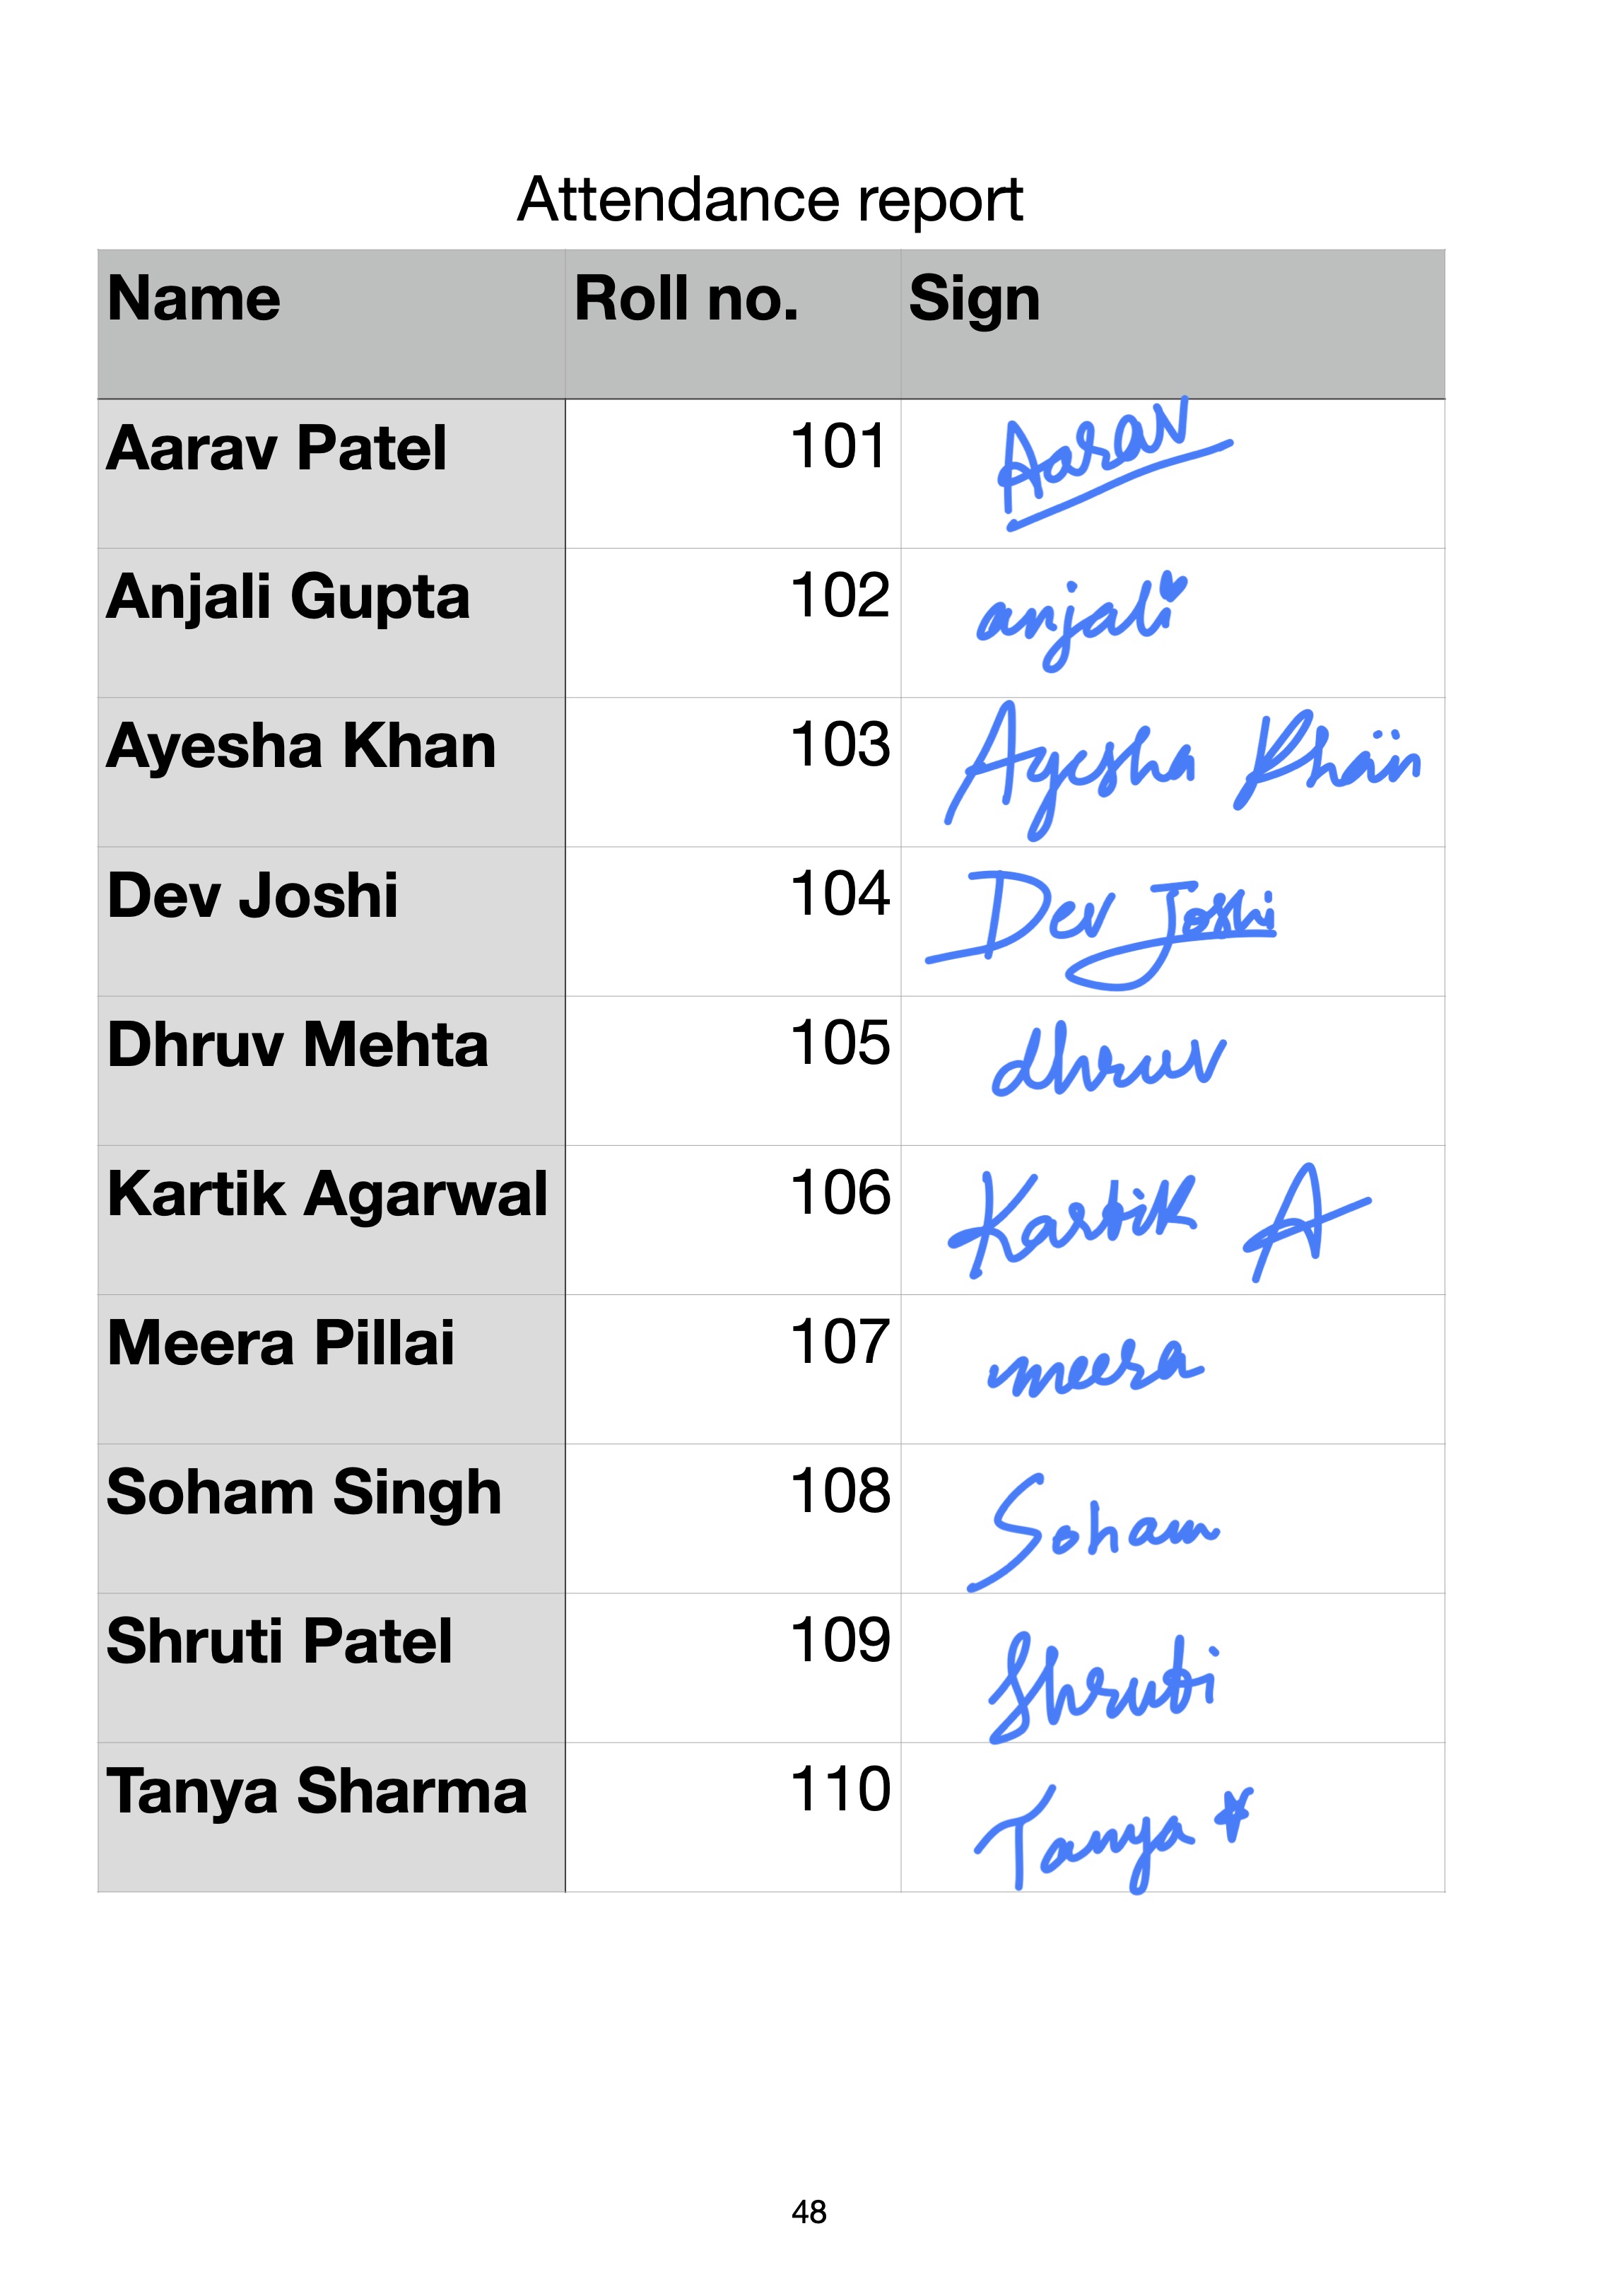 Attendance report
Name Roll no. Sign
Aarav Patel 101 Aarav
Anjali Gupta 102 anjali
Ayesha Khan 103 Ayesha Khan
Dev Joshi 104 Dev Joshi
Dhruv Mehta 105 dhruv
Kartik Agarwal 106 Kartik A
Meera Pillai 107 meera
Soham Singh 108 Soham
Shruti Patel 109 Shruti
Tanya Sharma 110 Tanya *
48